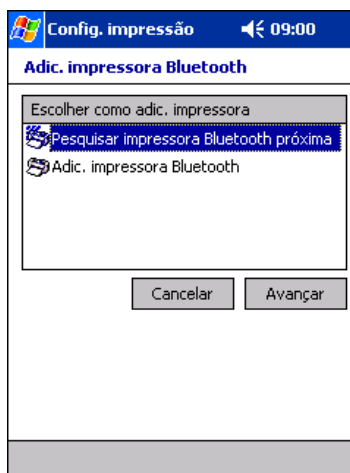 Config. impressão 09:00
Adic. impressora Bluetooth
Escolher como adic. impressora
Pesquisar impressora Bluetooth próxima
Adic. impressora Bluetooth
Cancelar Avançar